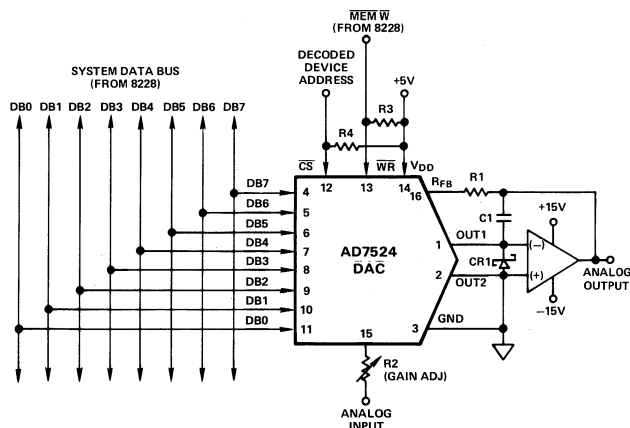 MEM W
(FROM 8228)
DECODED
DEVICE
ADDRESS
+5V
SYSTEM DATA BUS
(FROM 8228)
DB0 DB1 DB2 DB3 DB4 DB5 DB6 DB7
R3
R4
CS
WR
VDD
12
13
14
16
RFB
R1
DB7
4
DB6
5
DB5
6
DB4
7
DB3
8
DB2
9
DB1
10
DB0
11
AD7524
DAC
C1
+15V
1
OUT1
(–)
CR1
2
OUT2
(+)
–15V
ANALOG
OUTPUT
15
3
GND
R2
(GAIN ADJ)
ANALOG
INPUT